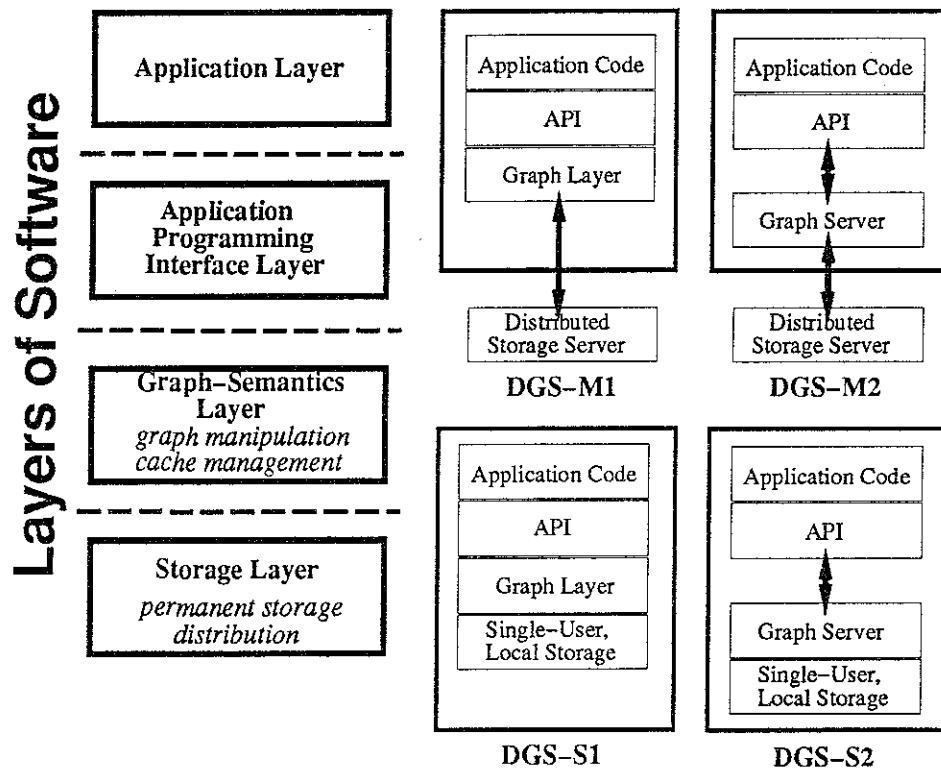 Layers of Software
Application Layer
Application
Programming
Interface Layer
Graph–Semantics
Layer
graph manipulation
cache management
Storage Layer
permanent storage
distribution
Application Code
API
Graph Layer
Distributed
Storage Server
DGS–M1
Application Code
API
Graph Server
Distributed
Storage Server
DGS–M2
Application Code
API
Graph Layer
Single–User,
Local Storage
DGS–S1
Application Code
API
Graph Server
Single–User,
Local Storage
DGS–S2